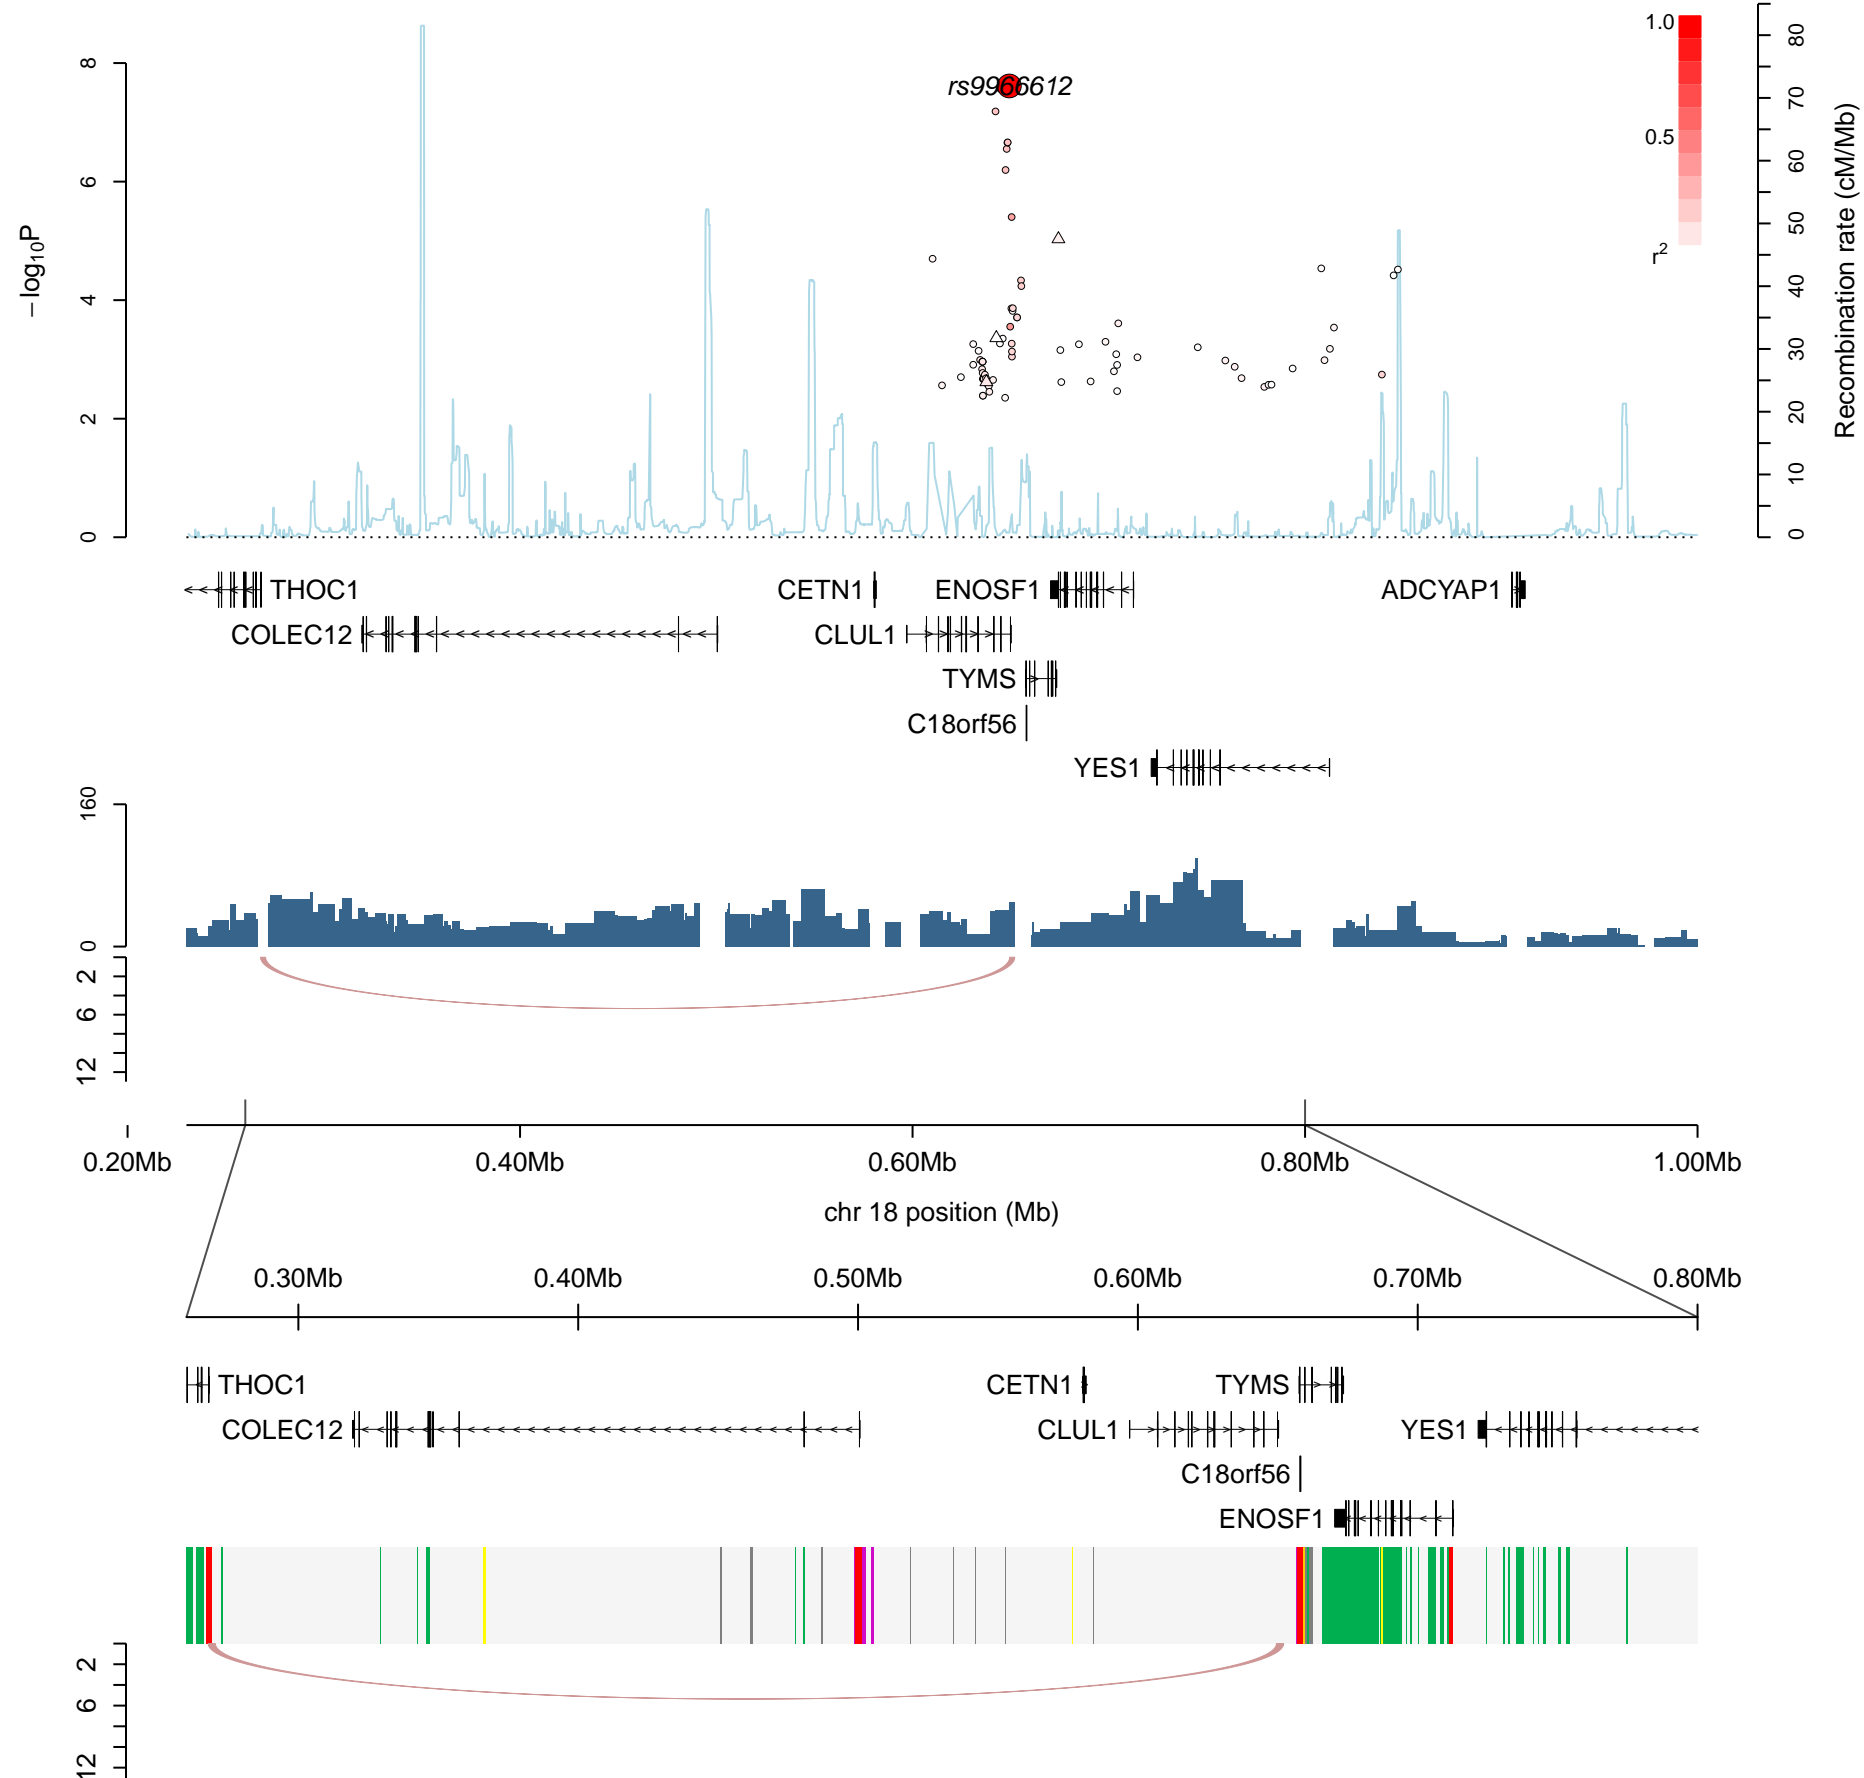 8
6
4
2
0
−log10P
rs9966612
1.0
0.5
r2
80
70
60
50
40
30
20
10
0
Recombination rate (cM/Mb)
THOC1
CETN1
ENOSF1
ADCYAP1
COLEC12
CLUL1
TYMS
C18orf56
YES1
160
0
2
6
12
0.20Mb 0.40Mb 0.60Mb 0.80Mb 1.00Mb
chr 18 position (Mb)
0.30Mb 0.40Mb 0.50Mb 0.60Mb 0.70Mb 0.80Mb
THOC1
CETN1
TYMS
COLEC12
CLUL1
YES1
C18orf56
ENOSF1
2
6
12